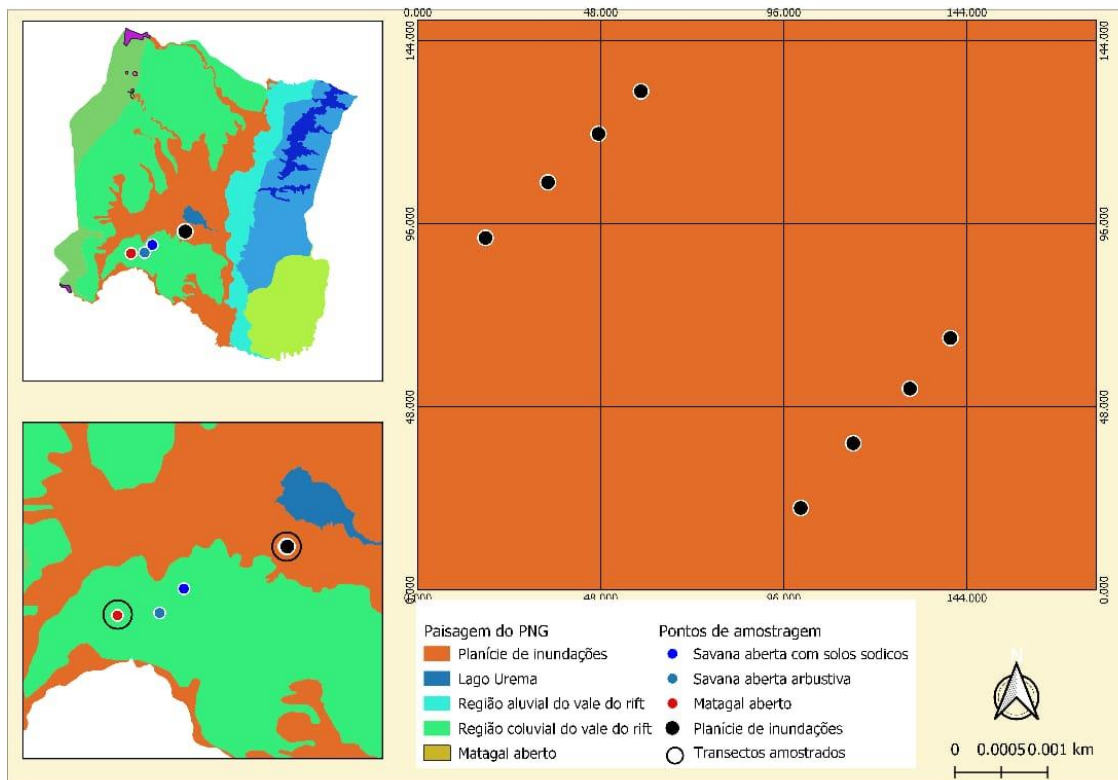 0.000 48.000 96.000 144.000
144.000 144.000
96.000 96.000
48.000 48.000
0.000 0.000
0.000 48.000 96.000 144.000
Paisagem do PNG
Planície de inundações
Lago Urema
Região aluvial do vale do rift
Região coluvial do vale do rift
Matagal aberto
Pontos de amostragem
Savana aberta com solos sodicos
Savana aberta arbustiva
Matagal aberto
Planície de inundações
Transectos amostrados
N
0 0.0005 0.001 km